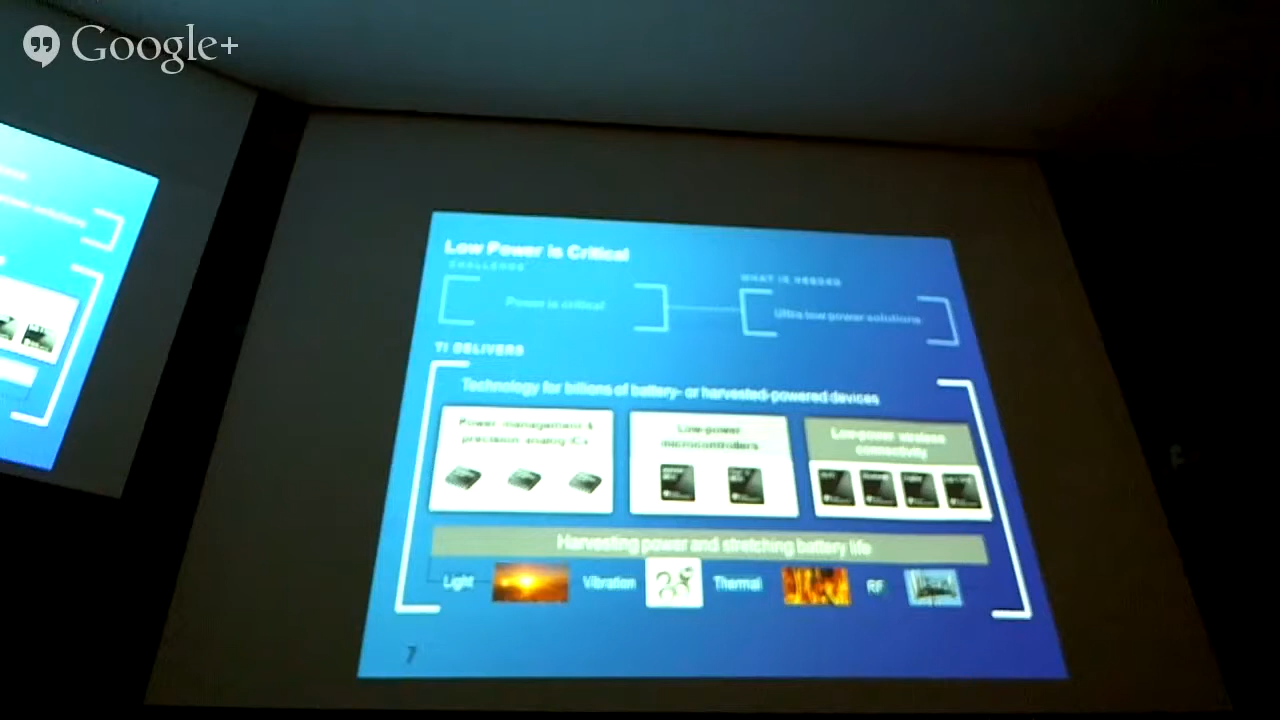 Google+
Low Power is Critical
CHALLENGE
WHAT IS NEEDED
Power is critical
Ultra low power solutions
TI DELIVERS
Technology for billions of battery- or harvested-powered devices
Power management &
precision analog ICs
Low-power
microcontrollers
Low-power wireless
connectivity
Harvesting power and stretching battery life
Light
Vibration
Thermal
RF
7